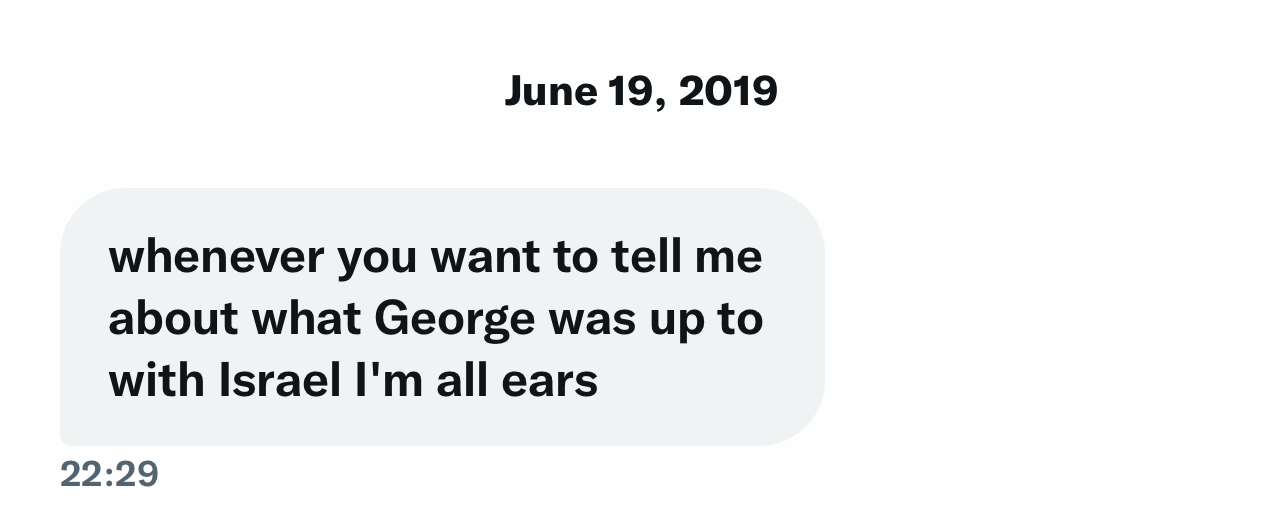 June 19, 2019
whenever you want to tell me
about what George was up to
with Israel I'm all ears
22:29